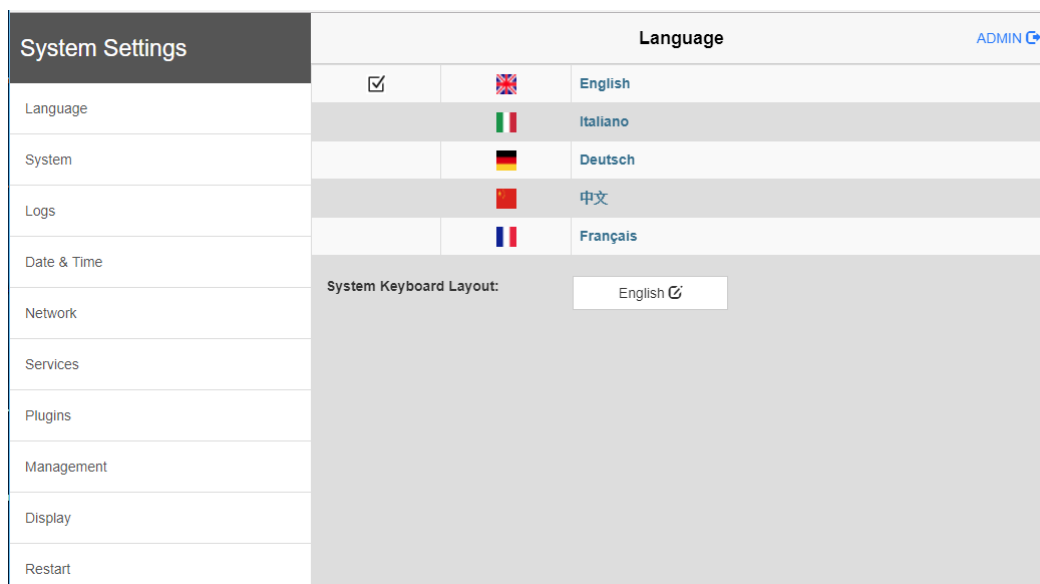 System Settings
Language
System
Logs
Date & Time
Network
Services
Plugins
Management
Display
Restart
Language
ADMIN
English
Italiano
Deutsch
中文
Français
System Keyboard Layout:
English